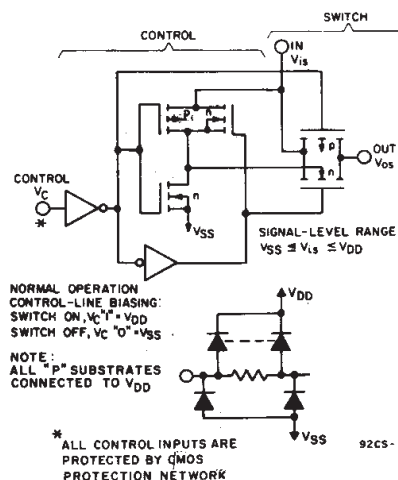 SWITCH
CONTROL
IN
Vis
p
n
p
n
OUT
Vos
CONTROL
VC
*
n
VSS
SIGNAL-LEVEL RANGE
VSS ≤ Vis ≤ VDD
NORMAL OPERATION
CONTROL-LINE BIASING:
SWITCH ON, VC "1" = VDD
SWITCH OFF, VC "0" = VSS
NOTE:
ALL "P" SUBSTRATES
CONNECTED TO VDD
VDD
VSS
* ALL CONTROL INPUTS ARE
PROTECTED BY CMOS
PROTECTION NETWORK
92CS-